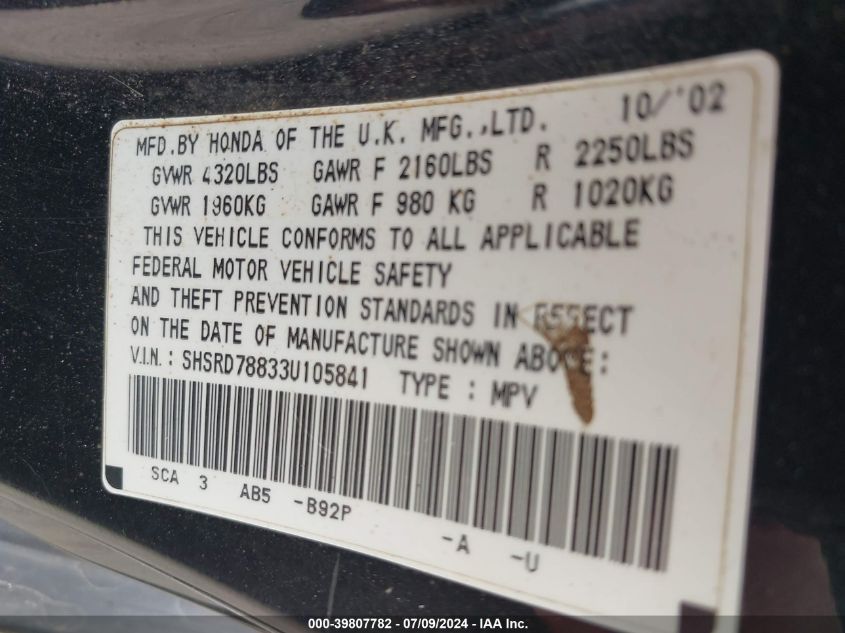 10/'02
MFD.BY HONDA OF THE U.K. MFG.,LTD.
GVWR 4320LBS GAWR F 2160LBS R 2250LBS
GVWR 1960KG GAWR F 980 KG R 1020KG
THIS VEHICLE CONFORMS TO ALL APPLICABLE
FEDERAL MOTOR VEHICLE SAFETY
AND THEFT PREVENTION STANDARDS IN EFFECT
ON THE DATE OF MANUFACTURE SHOWN ABOVE:
V.I.N.: SHSRD78833U105841 TYPE : MPV
SCA 3 AB5 -B92P -A -U
000-39807782 - 07/09/2024 - IAA Inc.